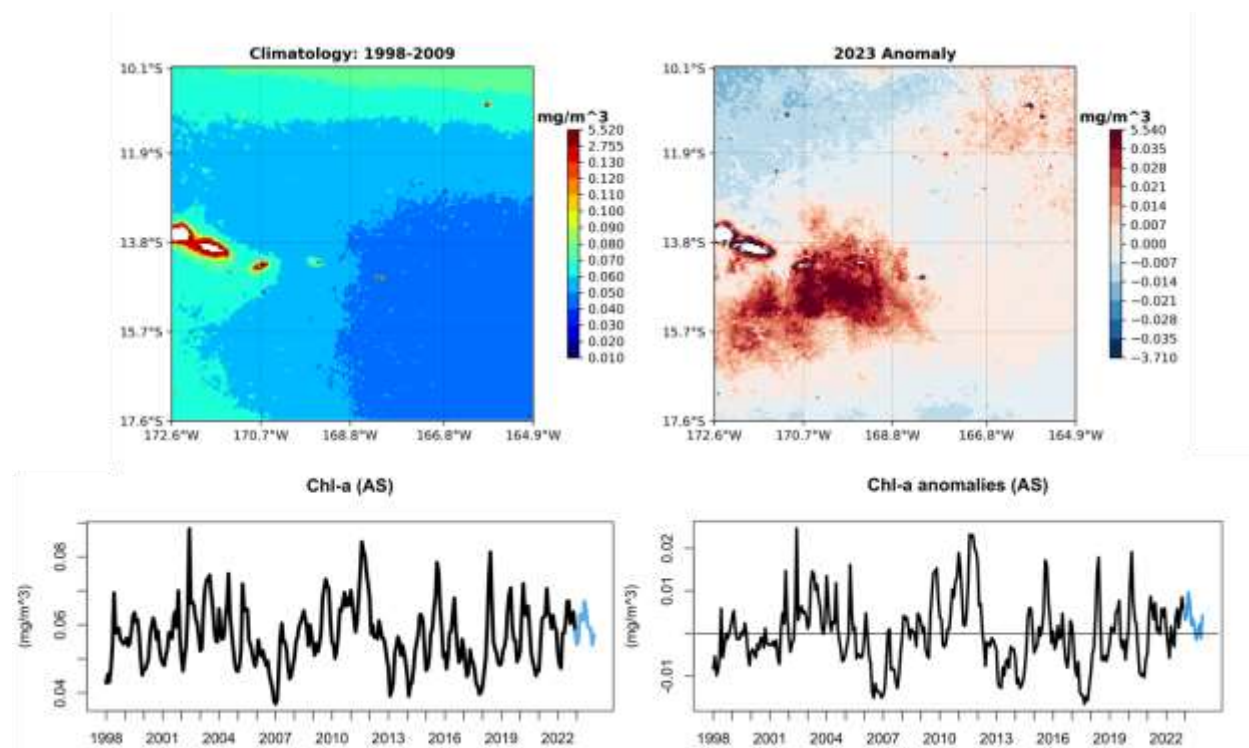 Climatology: 1998-2009
10.1°S
11.9°S
13.8°S
15.7°S
17.6°S
172.6°W 170.7°W 168.8°W 166.8°W 164.9°W
mg/m^3
5.520
2.755
0.130
0.110
0.100
0.090
0.080
0.070
0.060
0.050
0.040
0.030
0.020
0.010
2023 Anomaly
10.1°S
11.9°S
13.8°S
15.7°S
17.6°S
172.6°W 170.7°W 168.8°W 166.8°W 164.9°W
mg/m^3
5.540
0.035
0.028
0.021
0.014
0.007
0.000
−0.007
−0.014
−0.021
−0.028
−0.035
−3.710
Chl-a (AS)
(mg/m^3)
0.08
0.06
0.04
1998 2001 2004 2007 2010 2013 2016 2019 2022
Chl-a anomalies (AS)
(mg/m^3)
0.02
0.01
-0.01
1998 2001 2004 2007 2010 2013 2016 2019 2022